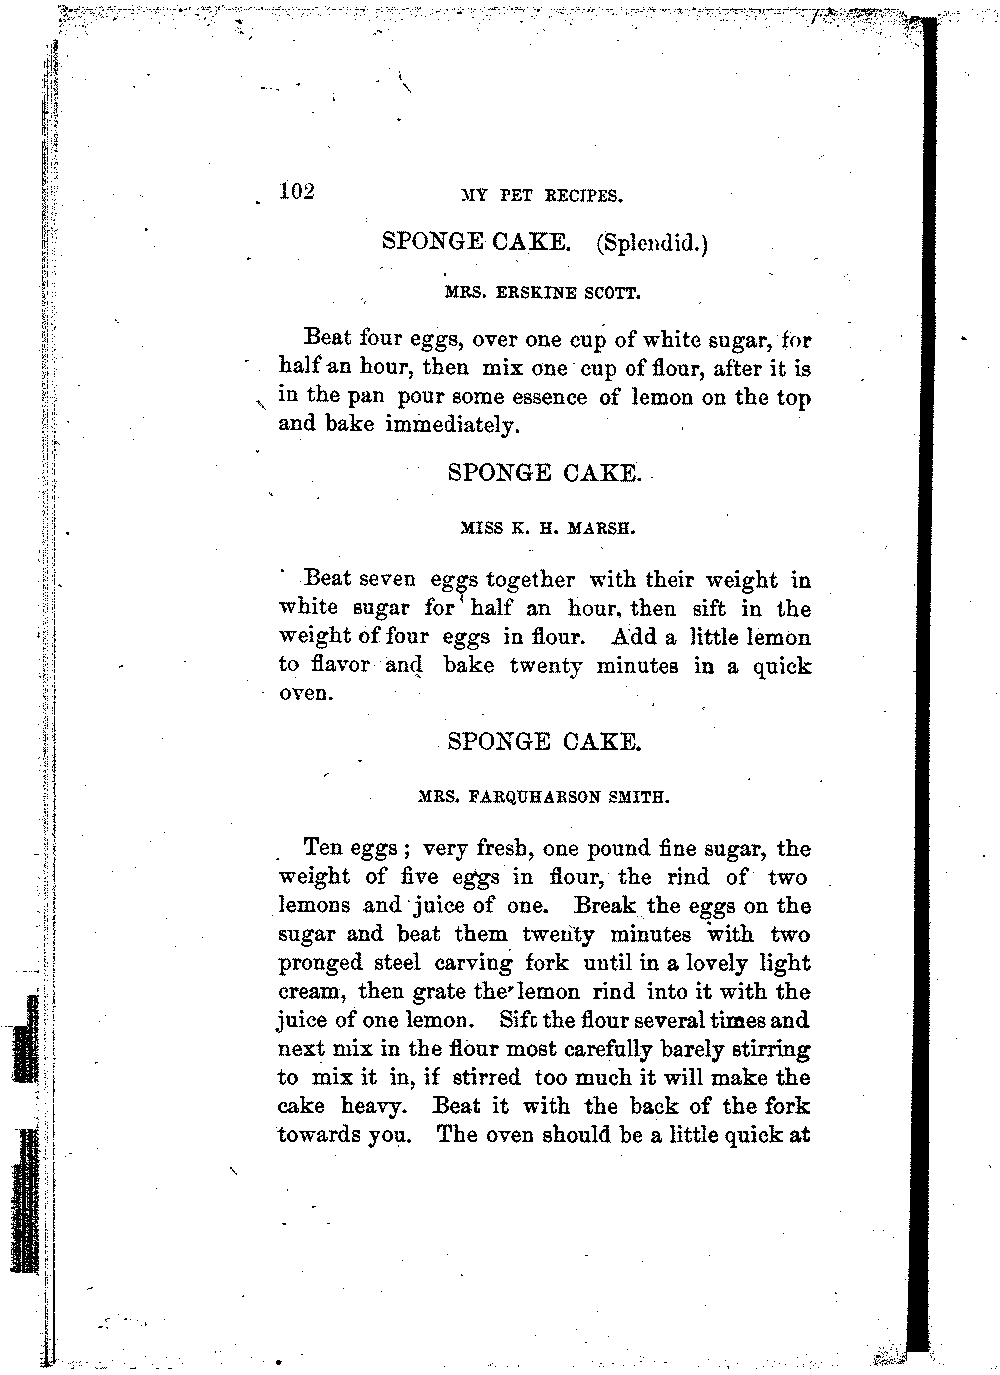 102 MY PET RECIPES.
SPONGE CAKE. (Splendid.)
MRS. ERSKINE SCOTT.
Beat four eggs, over one cup of white sugar, for
half an hour, then mix one cup of flour, after it is
in the pan pour some essence of lemon on the top
and bake immediately.
SPONGE CAKE.
MISS K. H. MARSH.
Beat seven eggs together with their weight in
white sugar for half an hour, then sift in the
weight of four eggs in flour. Add a little lemon
to flavor and bake twenty minutes in a quick
oven.
SPONGE CAKE.
MRS. FARQUHARSON SMITH.
Ten eggs ; very fresh, one pound fine sugar, the
weight of five eggs in flour, the rind of two
lemons and juice of one. Break the eggs on the
sugar and beat them twenty minutes with two
pronged steel carving fork until in a lovely light
cream, then grate the lemon rind into it with the
juice of one lemon. Sift the flour several times and
next mix in the flour most carefully barely stirring
to mix it in, if stirred too much it will make the
cake heavy. Beat it with the back of the fork
towards you. The oven should be a little quick at